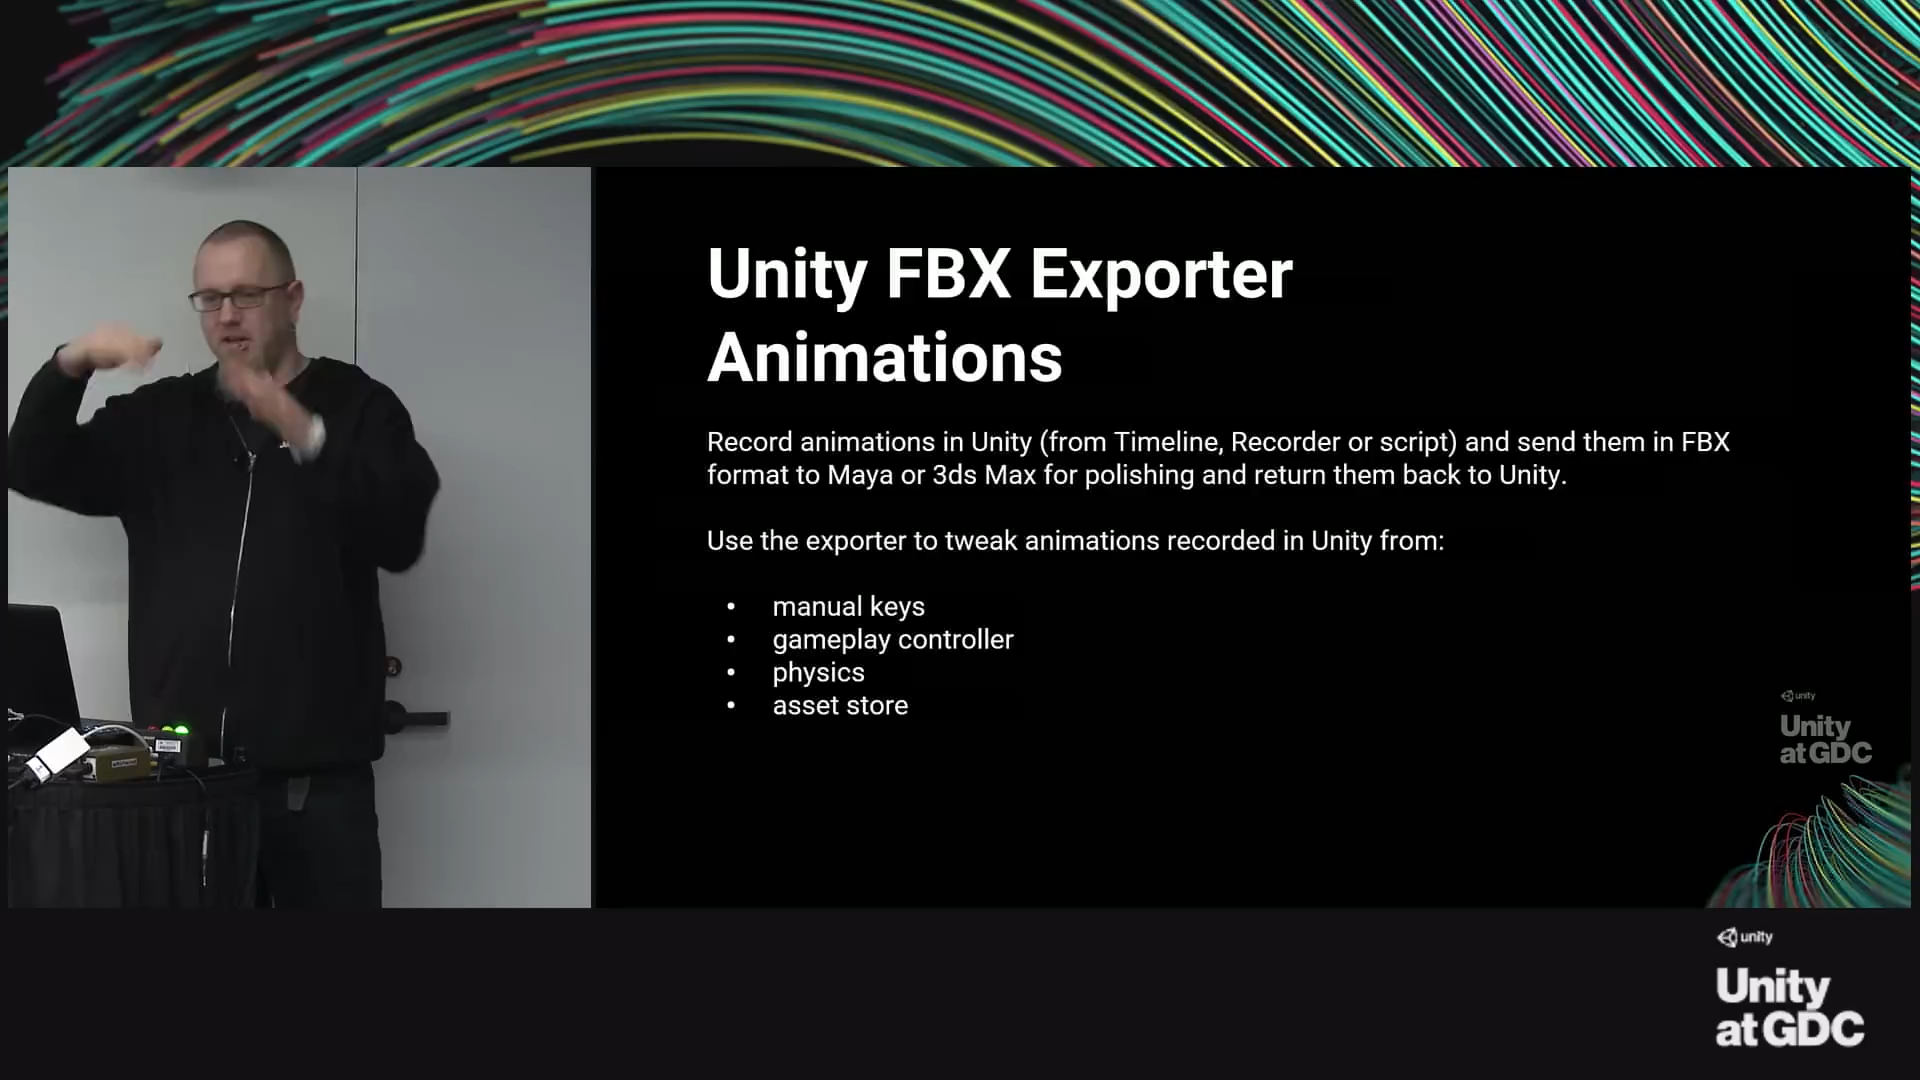 Unity FBX Exporter
Animations
Record animations in Unity (from Timeline, Recorder or script) and send them in FBX
format to Maya or 3ds Max for polishing and return them back to Unity.
Use the exporter to tweak animations recorded in Unity from:
• manual keys
• gameplay controller
• physics
• asset store
unity
Unity
at GDC
unity
Unity
at GDC